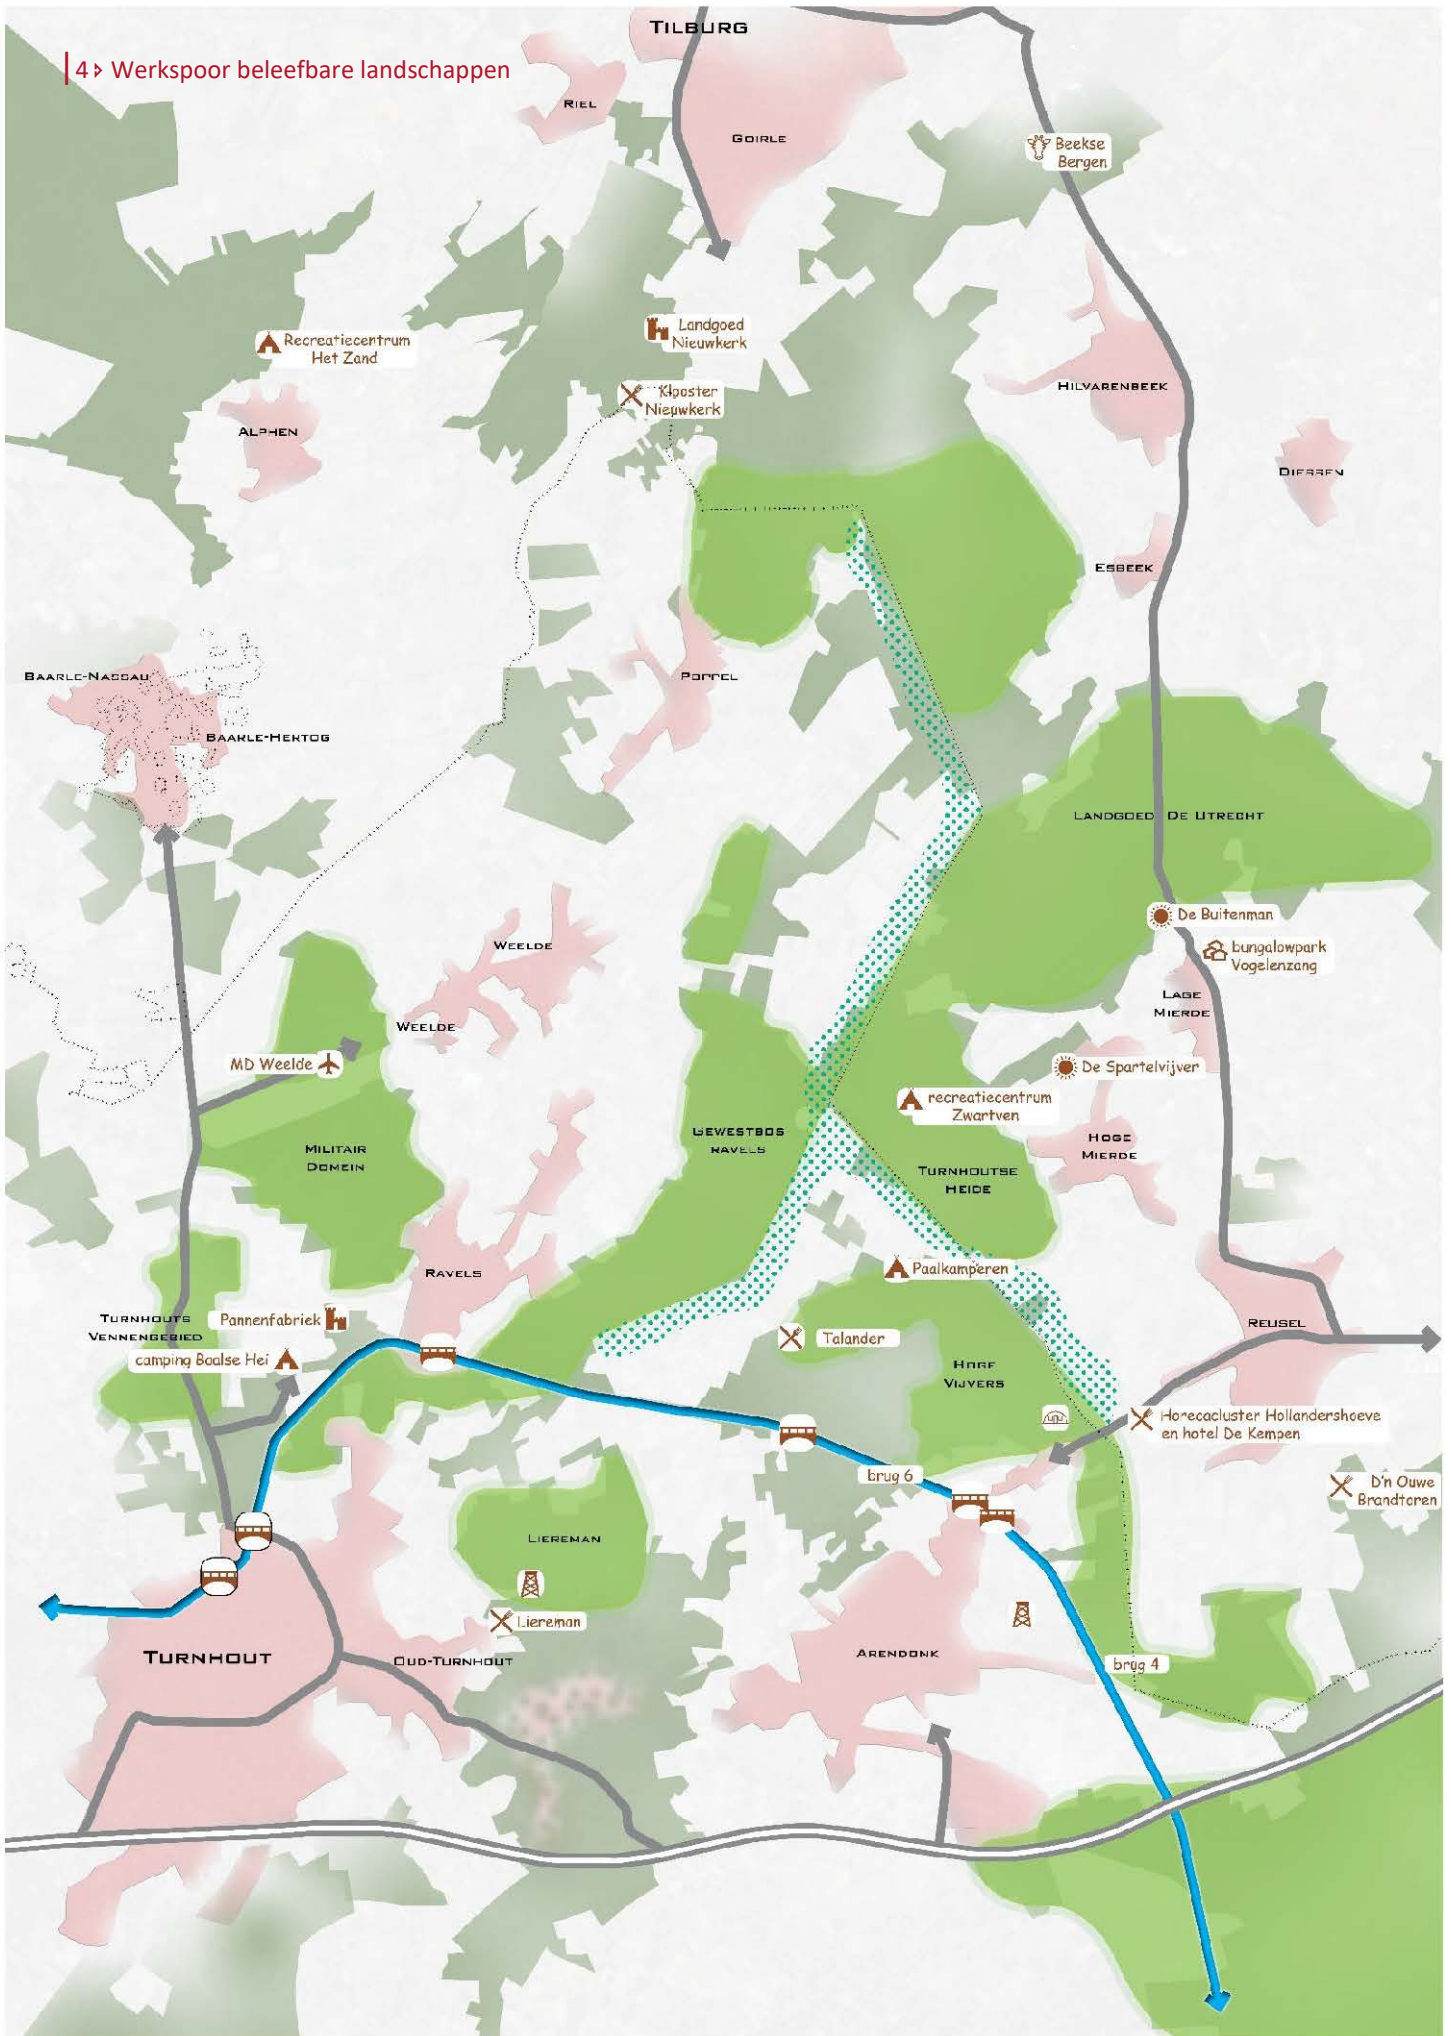 TILBURG
4 Werkspoor beleefbare landschappen
RIEL
GOIRLE
Beekse
Bergen
Landgoed
Nieuwkerk
Recreatiecentrum
Het Zand
HILVARENBEEK
Klooster
Nieuwkerk
ALPHEN
DIESSEN
ESBEEK
BAARLE-NASSAU
POPPEL
BAARLE-HERTOG
LANDGOED DE UTRECHT
De Buitenman
WEELDE
bungalowpark
Vogelenzang
LAGE
MIERDE
WEELDE
MD Weelde
De Spartelvijver
recreatiecentrum
Zwartven
GEWESTBOS
RAVELS
HOGE
MIERDE
MILITAIR
DOMEIN
TURNHOUTSE
HEIDE
RAVELS
Paalkamperen
TURNHOUTS
VENNENGEBIED
Pannenfabriek
REUSEL
Talander
camping Baalse Hei
HOGE
VIJVERS
Horecacluster Hollandershoeve
en hotel De Kempen
brug 6
D'n Ouwe
Brandtoren
LIEREMAN
Liereman
TURNHOUT
OUD-TURNHOUT
ARENDONK
brug 4